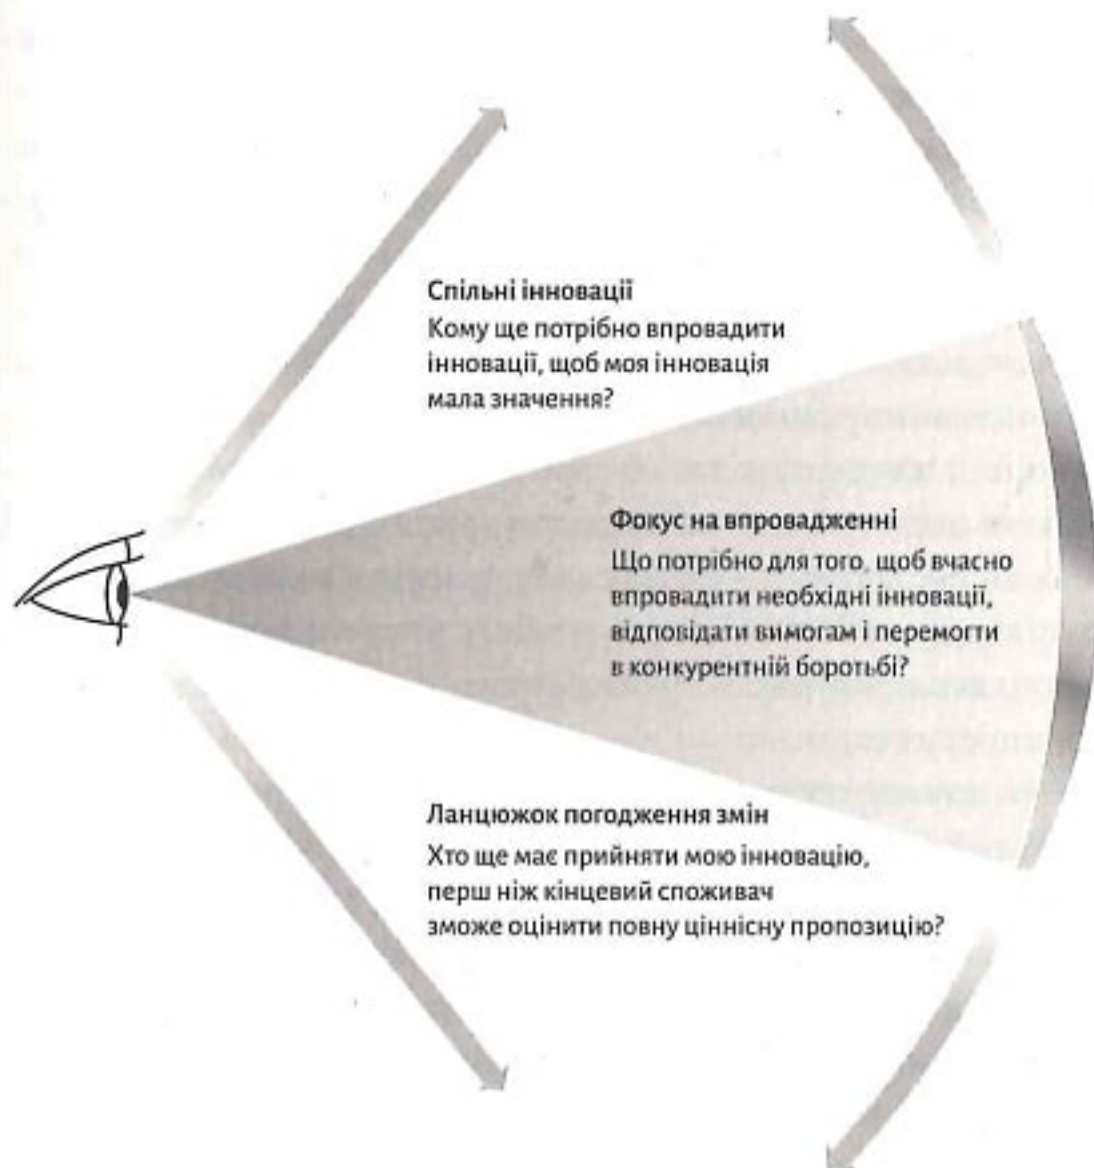 Спільні інновації
Кому ще потрібно впровадити
інновації, щоб моя інновація
мала значення?
Фокус на впровадженні
Що потрібно для того, щоб вчасно
впровадити необхідні інновації,
відповідати вимогам і перемогти
в конкурентній боротьбі?
Ланцюжок погодження змін
Хто ще має прийняти мою інновацію,
перш ніж кінцевий споживач
зможе оцінити повну ціннісну пропозицію?